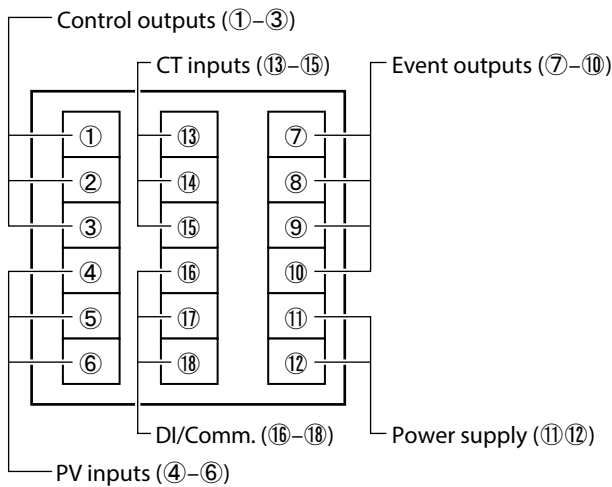 Control outputs (①–③)
CT inputs (⑬–⑮)
Event outputs (⑦–⑩)
① ⑬ ⑦
② ⑭ ⑧
③ ⑮ ⑨
④ ⑯ ⑩
⑤ ⑰ ⑪
⑥ ⑱ ⑫
DI/Comm. (⑯–⑱)
Power supply (⑪⑫)
PV inputs (④–⑥)